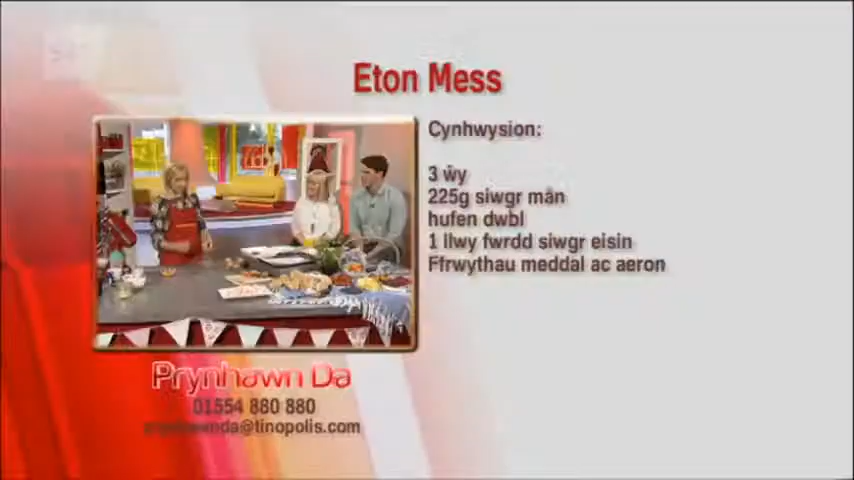 Eton Mess
Cynhwysion:
3 ŵy
225g siwgr mân
hufen dwbl
1 llwy fwrdd siwgr eisin
Ffrwythau meddal ac aeron
Prynhawn Da
01554 880 880
prynhawnda@tinopolis.com